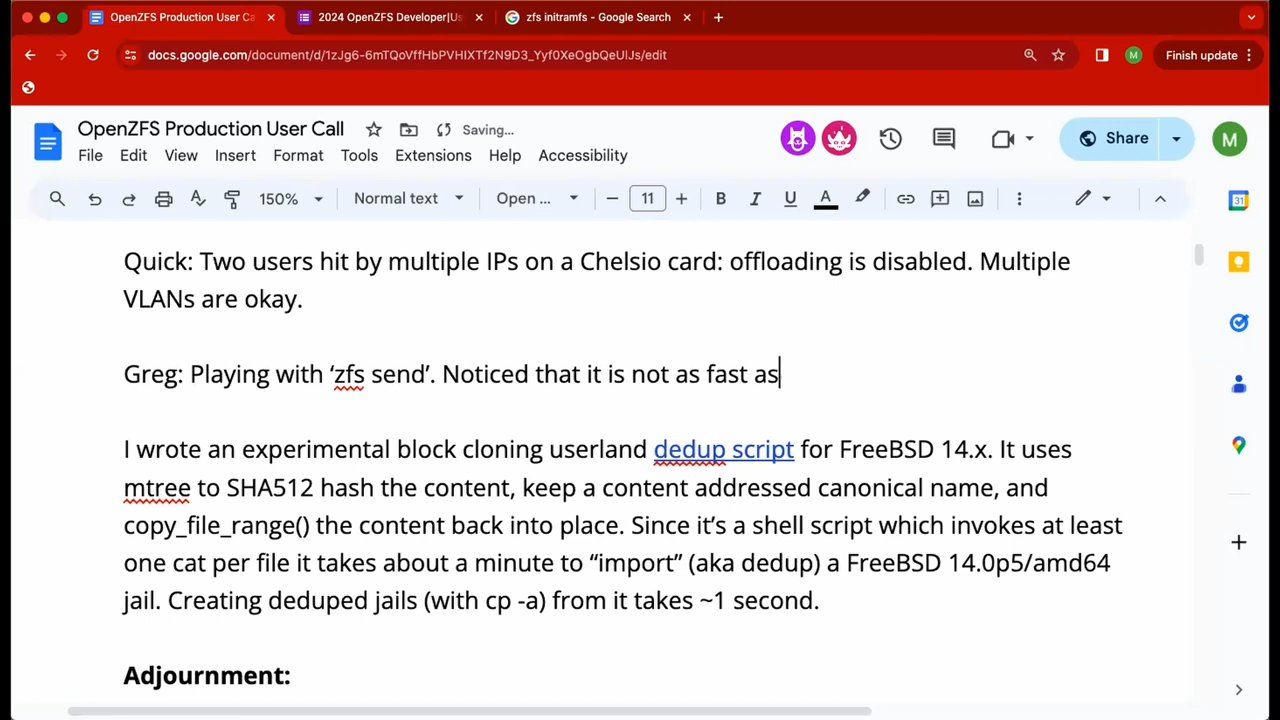 OpenZFS Production User Ca
2024 OpenZFS Developer|Us
zfs initramfs - Google Search
docs.google.com/document/d/1zJg6-6mTQoVffHbPVHIXTf2N9D3_Yyf0XeOgbQeUlJs/edit
M
Finish update
OpenZFS Production User Call
Saving...
File Edit View Insert Format Tools Extensions Help Accessibility
Share
M
150%
Normal text
Open ...
11
B I U A
31
Quick: Two users hit by multiple IPs on a Chelsio card: offloading is disabled. Multiple
VLANs are okay.
Greg: Playing with ‘zfs send’. Noticed that it is not as fast as
I wrote an experimental block cloning userland dedup script for FreeBSD 14.x. It uses
mtree to SHA512 hash the content, keep a content addressed canonical name, and
copy_file_range() the content back into place. Since it’s a shell script which invokes at least
one cat per file it takes about a minute to “import” (aka dedup) a FreeBSD 14.0p5/amd64
jail. Creating deduped jails (with cp -a) from it takes ~1 second.
Adjournment: